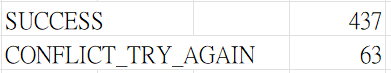 SUCCESS 437
CONFLICT_TRY_AGAIN 63